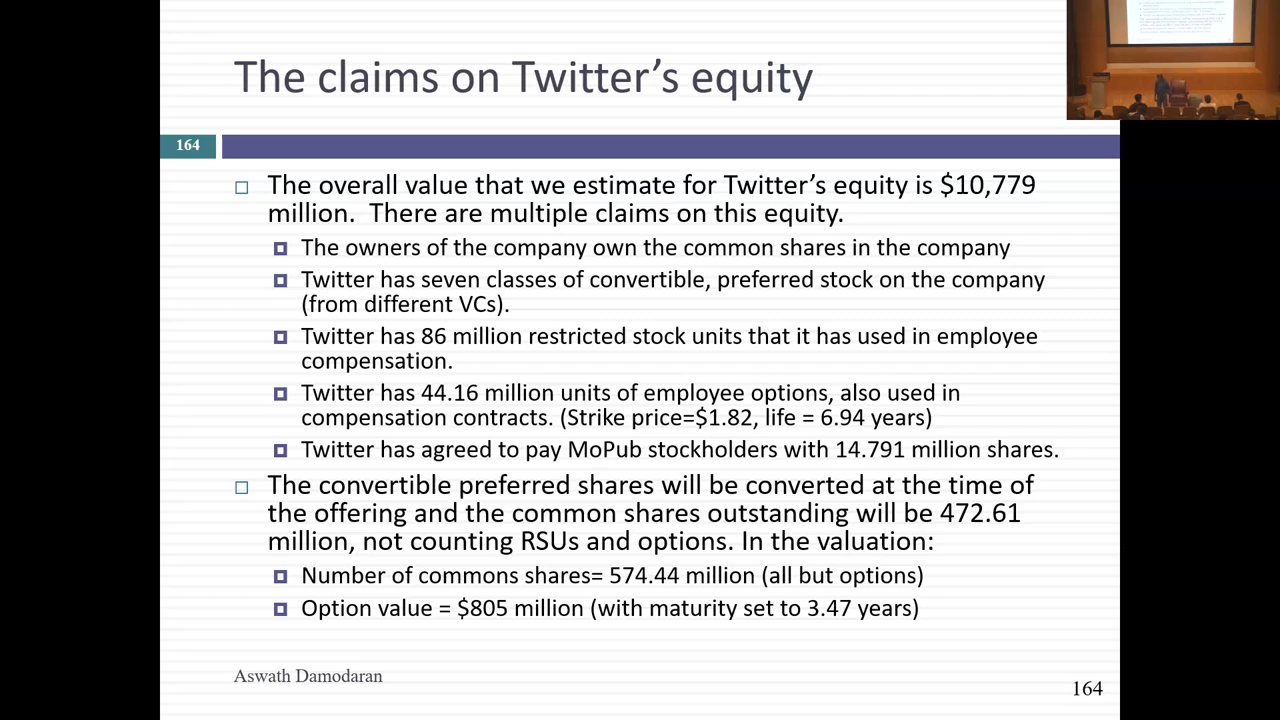 The claims on Twitter’s equity
164
The overall value that we estimate for Twitter’s equity is $10,779
million.  There are multiple claims on this equity.
The owners of the company own the common shares in the company
Twitter has seven classes of convertible, preferred stock on the company
(from different VCs).
Twitter has 86 million restricted stock units that it has used in employee
compensation.
Twitter has 44.16 million units of employee options, also used in
compensation contracts. (Strike price=$1.82, life = 6.94 years)
Twitter has agreed to pay MoPub stockholders with 14.791 million shares.
The convertible preferred shares will be converted at the time of
the offering and the common shares outstanding will be 472.61
million, not counting RSUs and options. In the valuation:
Number of commons shares= 574.44 million (all but options)
Option value = $805 million (with maturity set to 3.47 years)
Aswath Damodaran
164